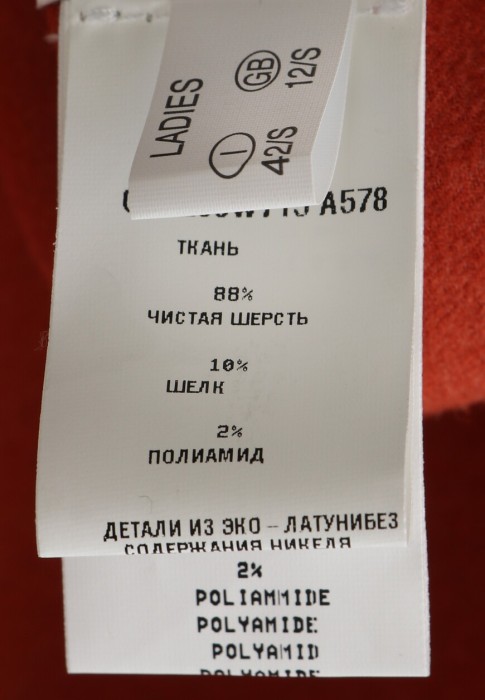 LADIES
I GB
42/S 12/S
A578
ТКАНЬ
88%
ЧИСТАЯ ШЕРСТЬ
10%
ШЕЛК
2%
ПОЛИАМИД
ДЕТАЛИ ИЗ ЭКО - ЛАТУНИБЕЗ
СОДЕРЖАНИЯ НИКЕЛЯ
2%
POLIAMMIDE
POLYAMIDE
POLYAMID
POLYAMIDE